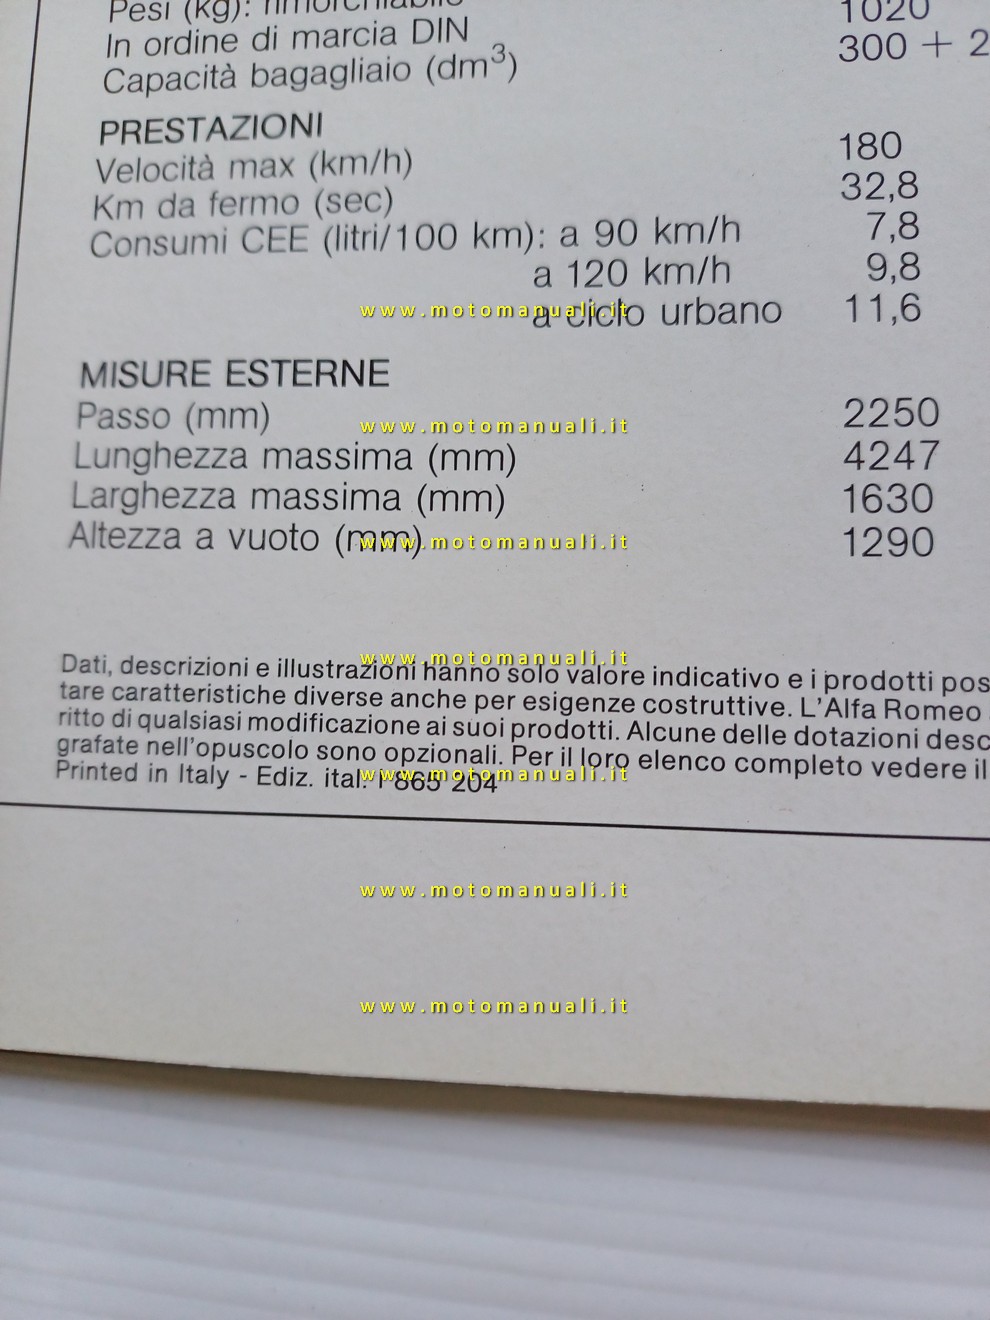 Pesi (kg): rimorchiabile
In ordine di marcia DIN 1020
Capacità bagagliaio (dm³) 300 + 2
PRESTAZIONI
Velocità max (km/h) 180
Km da fermo (sec) 32,8
Consumi CEE (litri/100 km): a 90 km/h 7,8
a 120 km/h 9,8
a ciclo urbano 11,6
www.motomanuali.it
MISURE ESTERNE
Passo (mm) 2250
www.motomanuali.it
Lunghezza massima (mm) 4247
Larghezza massima (mm) 1630
Altezza a vuoto (mm) 1290
www.motomanuali.it
www.motomanuali.it
Dati, descrizioni e illustrazioni hanno solo valore indicativo e i prodotti pos
tare caratteristiche diverse anche per esigenze costruttive. L'Alfa Romeo
ritto di qualsiasi modificazione ai suoi prodotti. Alcune delle dotazioni desc
grafate nell'opuscolo sono opzionali. Per il loro elenco completo vedere il
Printed in Italy - Ediz. ital. P 865 204
www.motomanuali.it
www.motomanuali.it
www.motomanuali.it